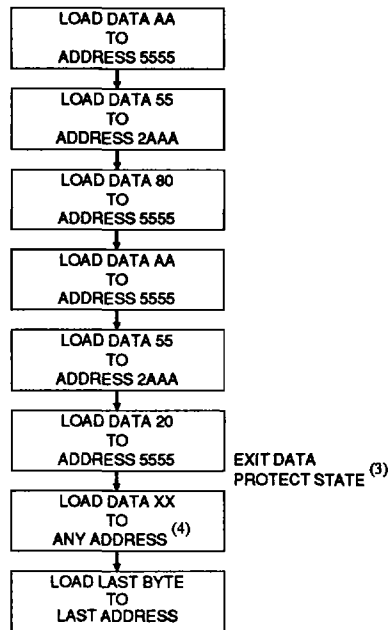 LOAD DATA AA
TO
ADDRESS 5555
LOAD DATA 55
TO
ADDRESS 2AAA
LOAD DATA 80
TO
ADDRESS 5555
LOAD DATA AA
TO
ADDRESS 5555
LOAD DATA 55
TO
ADDRESS 2AAA
LOAD DATA 20
TO
ADDRESS 5555
EXIT DATA
PROTECT STATE (3)
LOAD DATA XX
TO
ANY ADDRESS (4)
LOAD LAST BYTE
TO
LAST ADDRESS